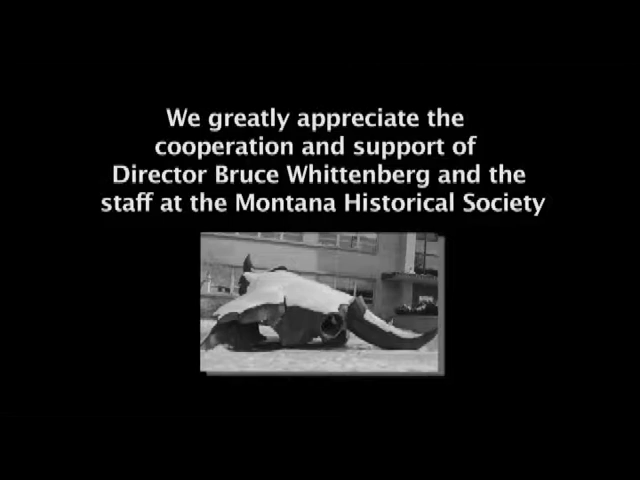 We greatly appreciate the
cooperation and support of
Director Bruce Whittenberg and the
staff at the Montana Historical Society